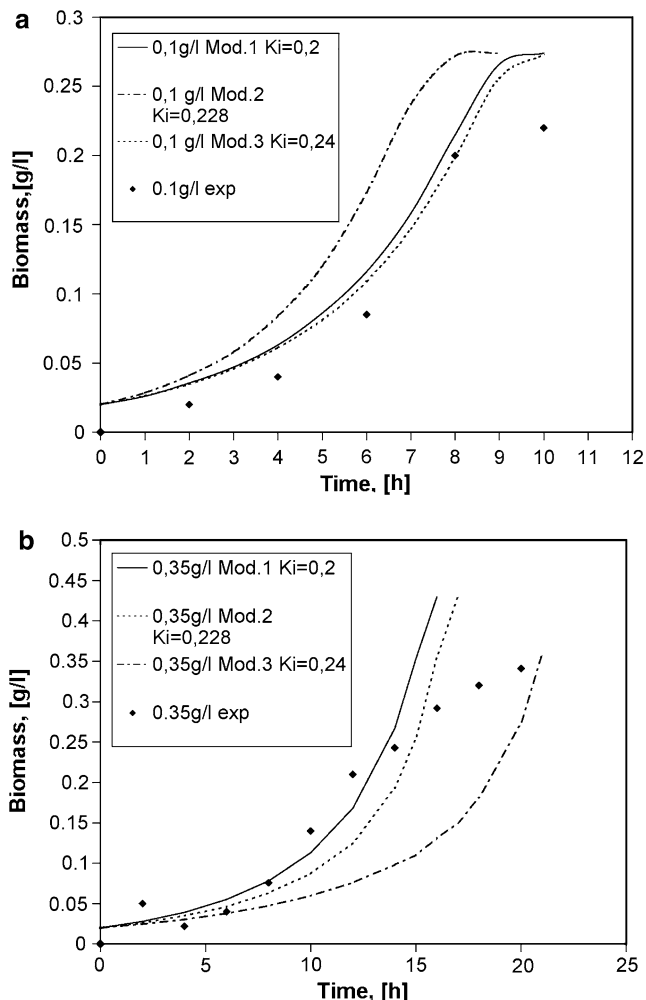 a
0.3
0.25
0.2
0.15
0.1
0.05
0
Biomass,[g/l]
0,1g/l Mod.1 Ki=0,2
0,1 g/l Mod.2
Ki=0,228
0,1 g/l Mod.3 Ki=0,24
0.1g/l exp
0 1 2 3 4 5 6 7 8 9 10 11 12
Time, [h]
b
0.5
0.45
0.4
0.35
0.3
0.25
0.2
0.15
0.1
0.05
0
Biomass, [g/l]
0,35g/l Mod.1 Ki=0,2
0,35g/l Mod.2
Ki=0,228
0,35g/l Mod.3 Ki=0,24
0.35g/l exp
0 5 10 15 20 25
Time, [h]